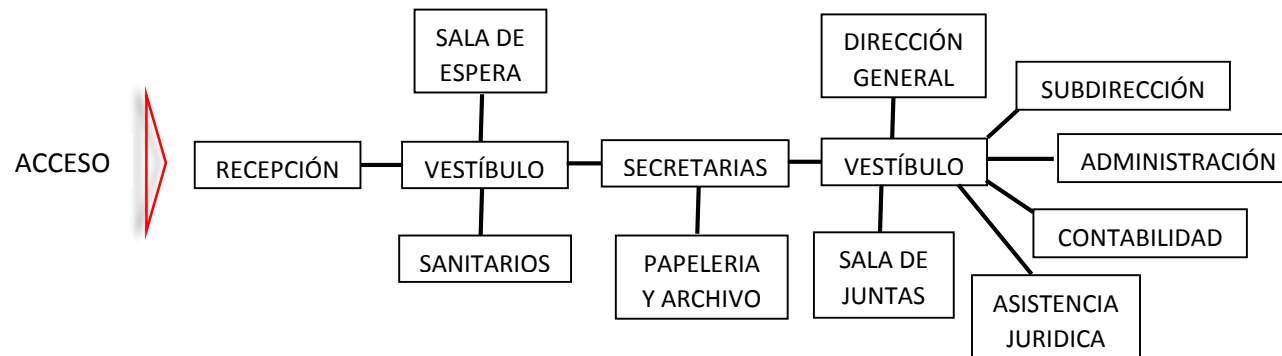 ACCESO
RECEPCIÓN
SALA DE
ESPERA
VESTÍBULO
SANITARIOS
SECRETARIAS
PAPELERIA
Y ARCHIVO
DIRECCIÓN
GENERAL
VESTÍBULO
SALA DE
JUNTAS
SUBDIRECCIÓN
ADMINISTRACIÓN
CONTABILIDAD
ASISTENCIA
JURIDICA